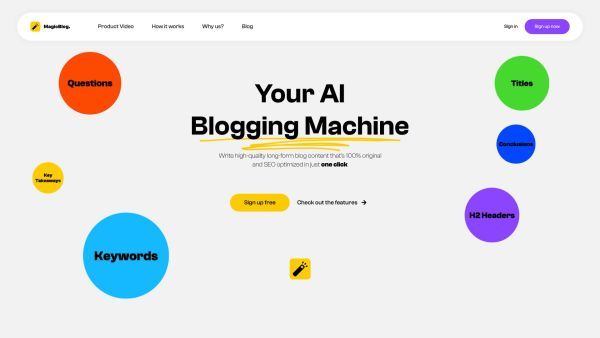 MagicBlog.
Product Video
How it works
Why us?
Blog
Sign in
Sign up now
Questions
Titles
Your AI
Blogging Machine
Conclusions
Write high-quality long-form blog content that's 100% original
and SEO optimized in just one click
Key
Takeaways
Sign up free
Check out the features
H2 Headers
Keywords